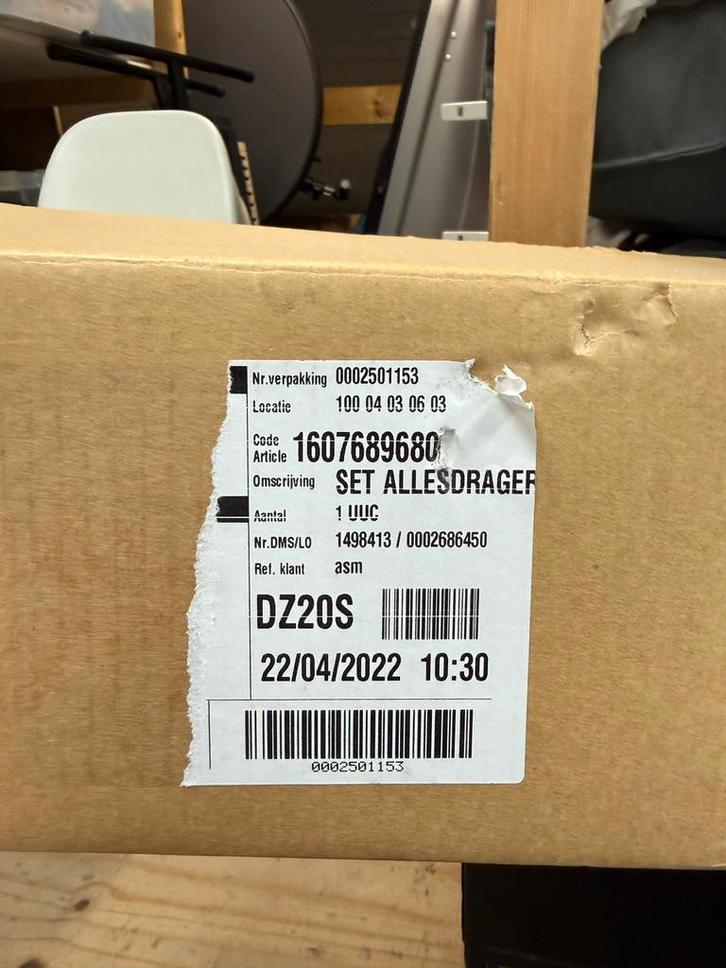 Nr.verpakking 0002501153
Locatie 100 04 03 06 03
Code Article 1607689680
Omschrijving SET ALLESDRAGER
Aantal 1 UUC
Nr.DMS/LO 1498413 / 0002686450
Ref. klant asm
DZ20S
22/04/2022 10:30
0002501153